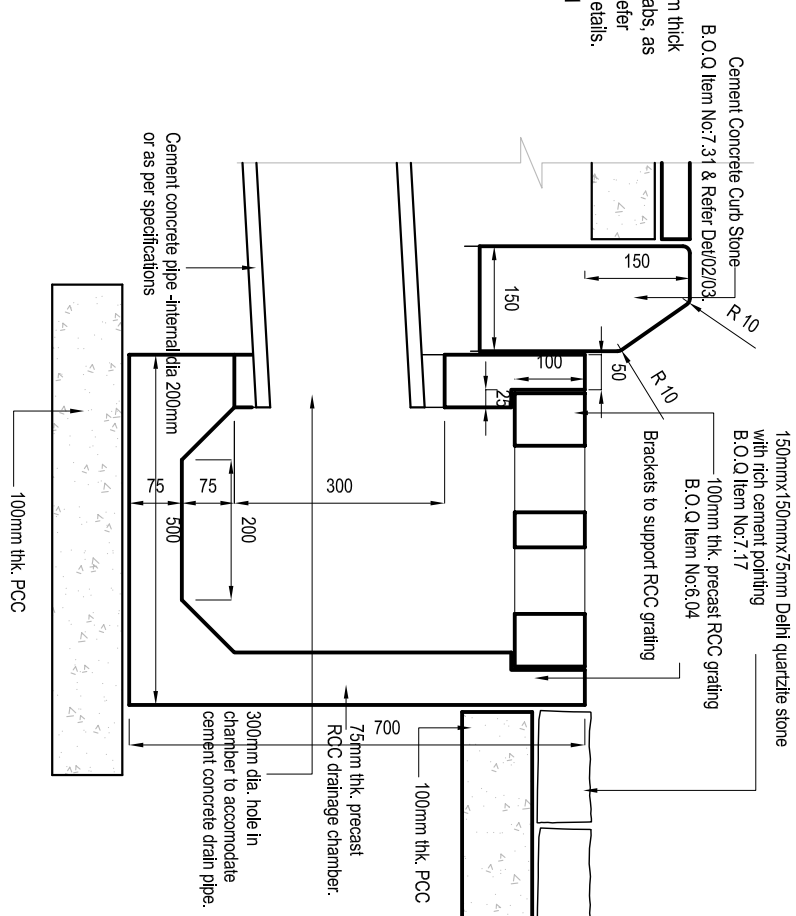 m thick
abs, as
efer
etails.
Cement Concrete Curb Stone
B.O.Q Item No:7.31 & Refer Det/02/03.
150
150
R 10
R 10
50
100
25
150mmx150mmx75mm Delhi quartzite stone
with rich cement pointing
B.O.Q Item No:7.17
100mm thk. precast RCC grating
B.O.Q Item No:6.04
Brackets to support RCC grating
Cement concrete pipe -internal dia 200mm
or as per specifications
300
75
75
200
500
700
100mm thk. PCC
75mm thk. precast
RCC drainage chamber.
300mm dia. hole in
chamber to accomodate
cement concrete drain pipe.
100mm thk. PCC